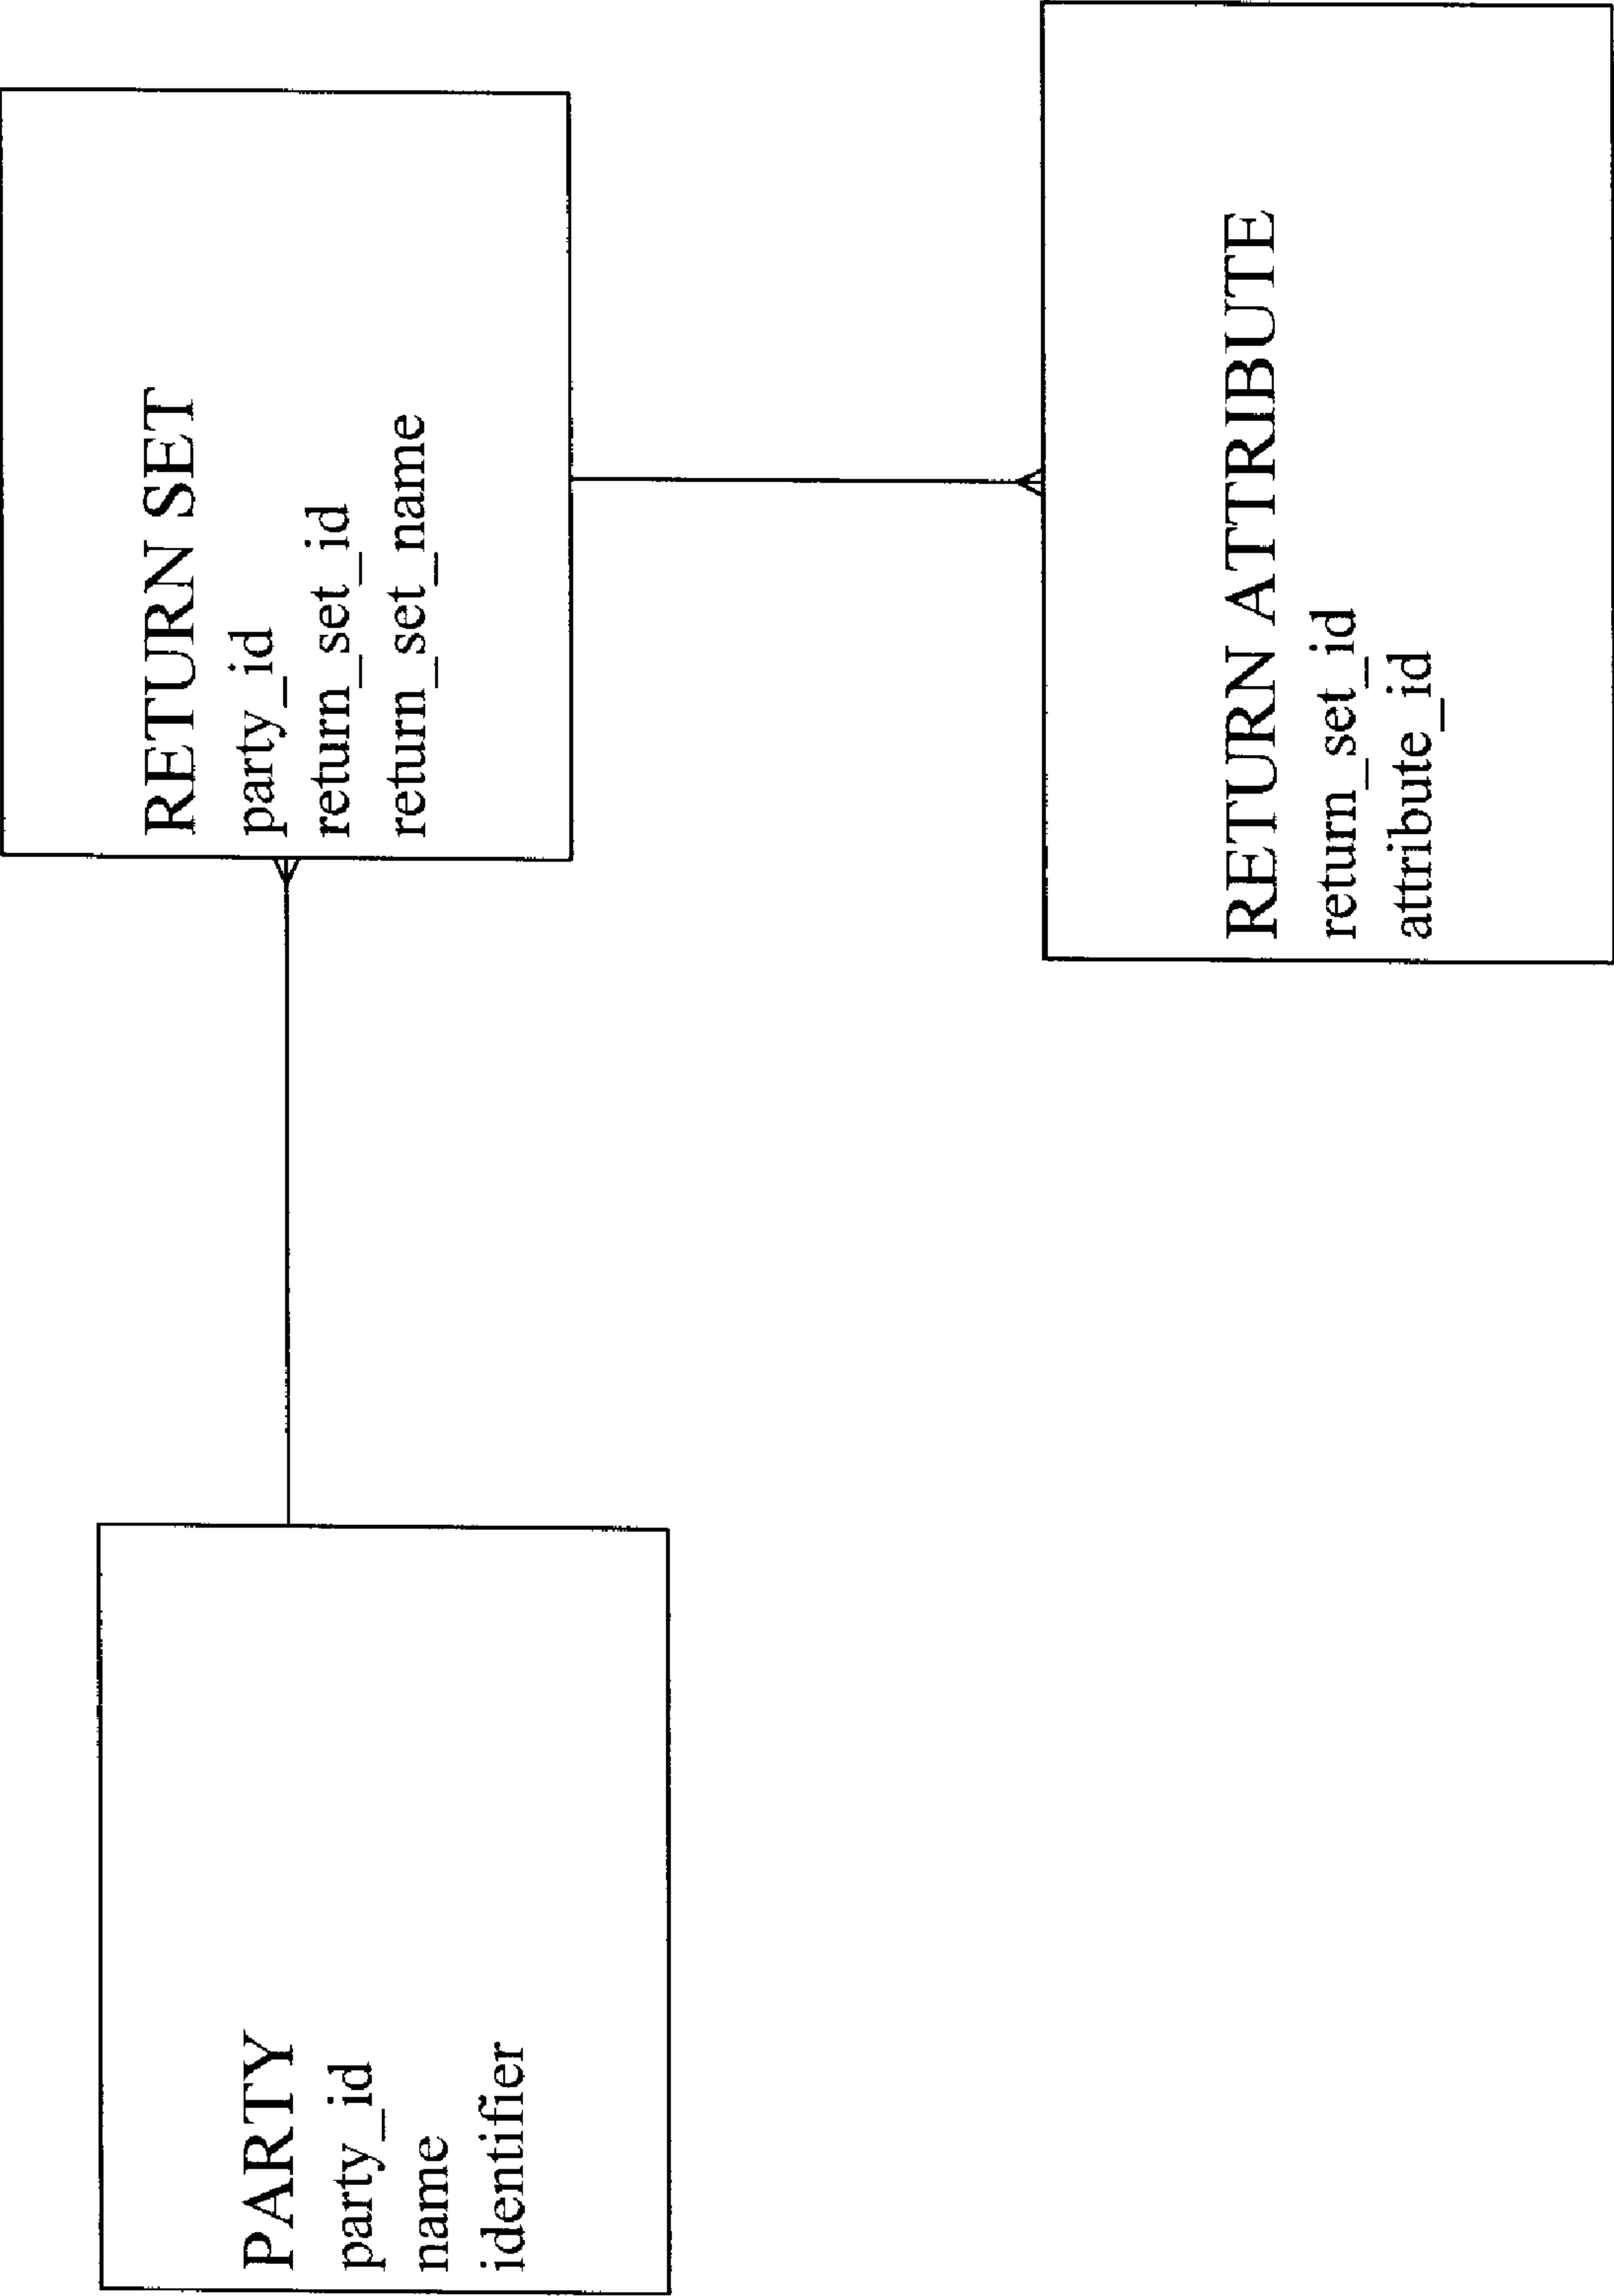 PARTY
party_id
name
identifier
RETURN SET
party_id
return_set_id
return_set_name
RETURN ATTRIBUTE
return_set_id
attribute_id